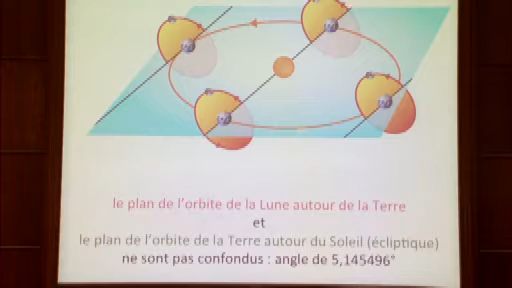 le plan de l'orbite de la Lune autour de la Terre
et
le plan de l'orbite de la Terre autour du Soleil (écliptique)
ne sont pas confondus : angle de 5,145496°